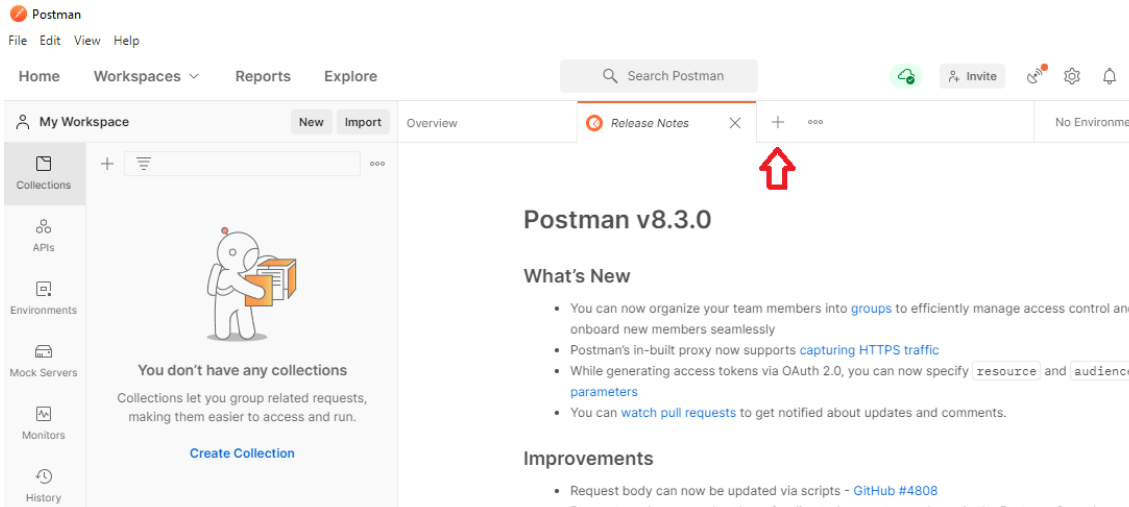 Postman
File Edit View Help
Home Workspaces Reports Explore Search Postman Invite
My Workspace New Import Overview Release Notes No Environme
Collections
APIs
Environments
Mock Servers
Monitors
History
You don't have any collections
Collections let you group related requests,
making them easier to access and run.
Create Collection
Postman v8.3.0
What's New
You can now organize your team members into groups to efficiently manage access control and
onboard new members seamlessly
Postman's in-built proxy now supports capturing HTTPS traffic
While generating access tokens via OAuth 2.0, you can now specify resource and audience
parameters
You can watch pull requests to get notified about updates and comments.
Improvements
Request body can now be updated via scripts - GitHub #4808